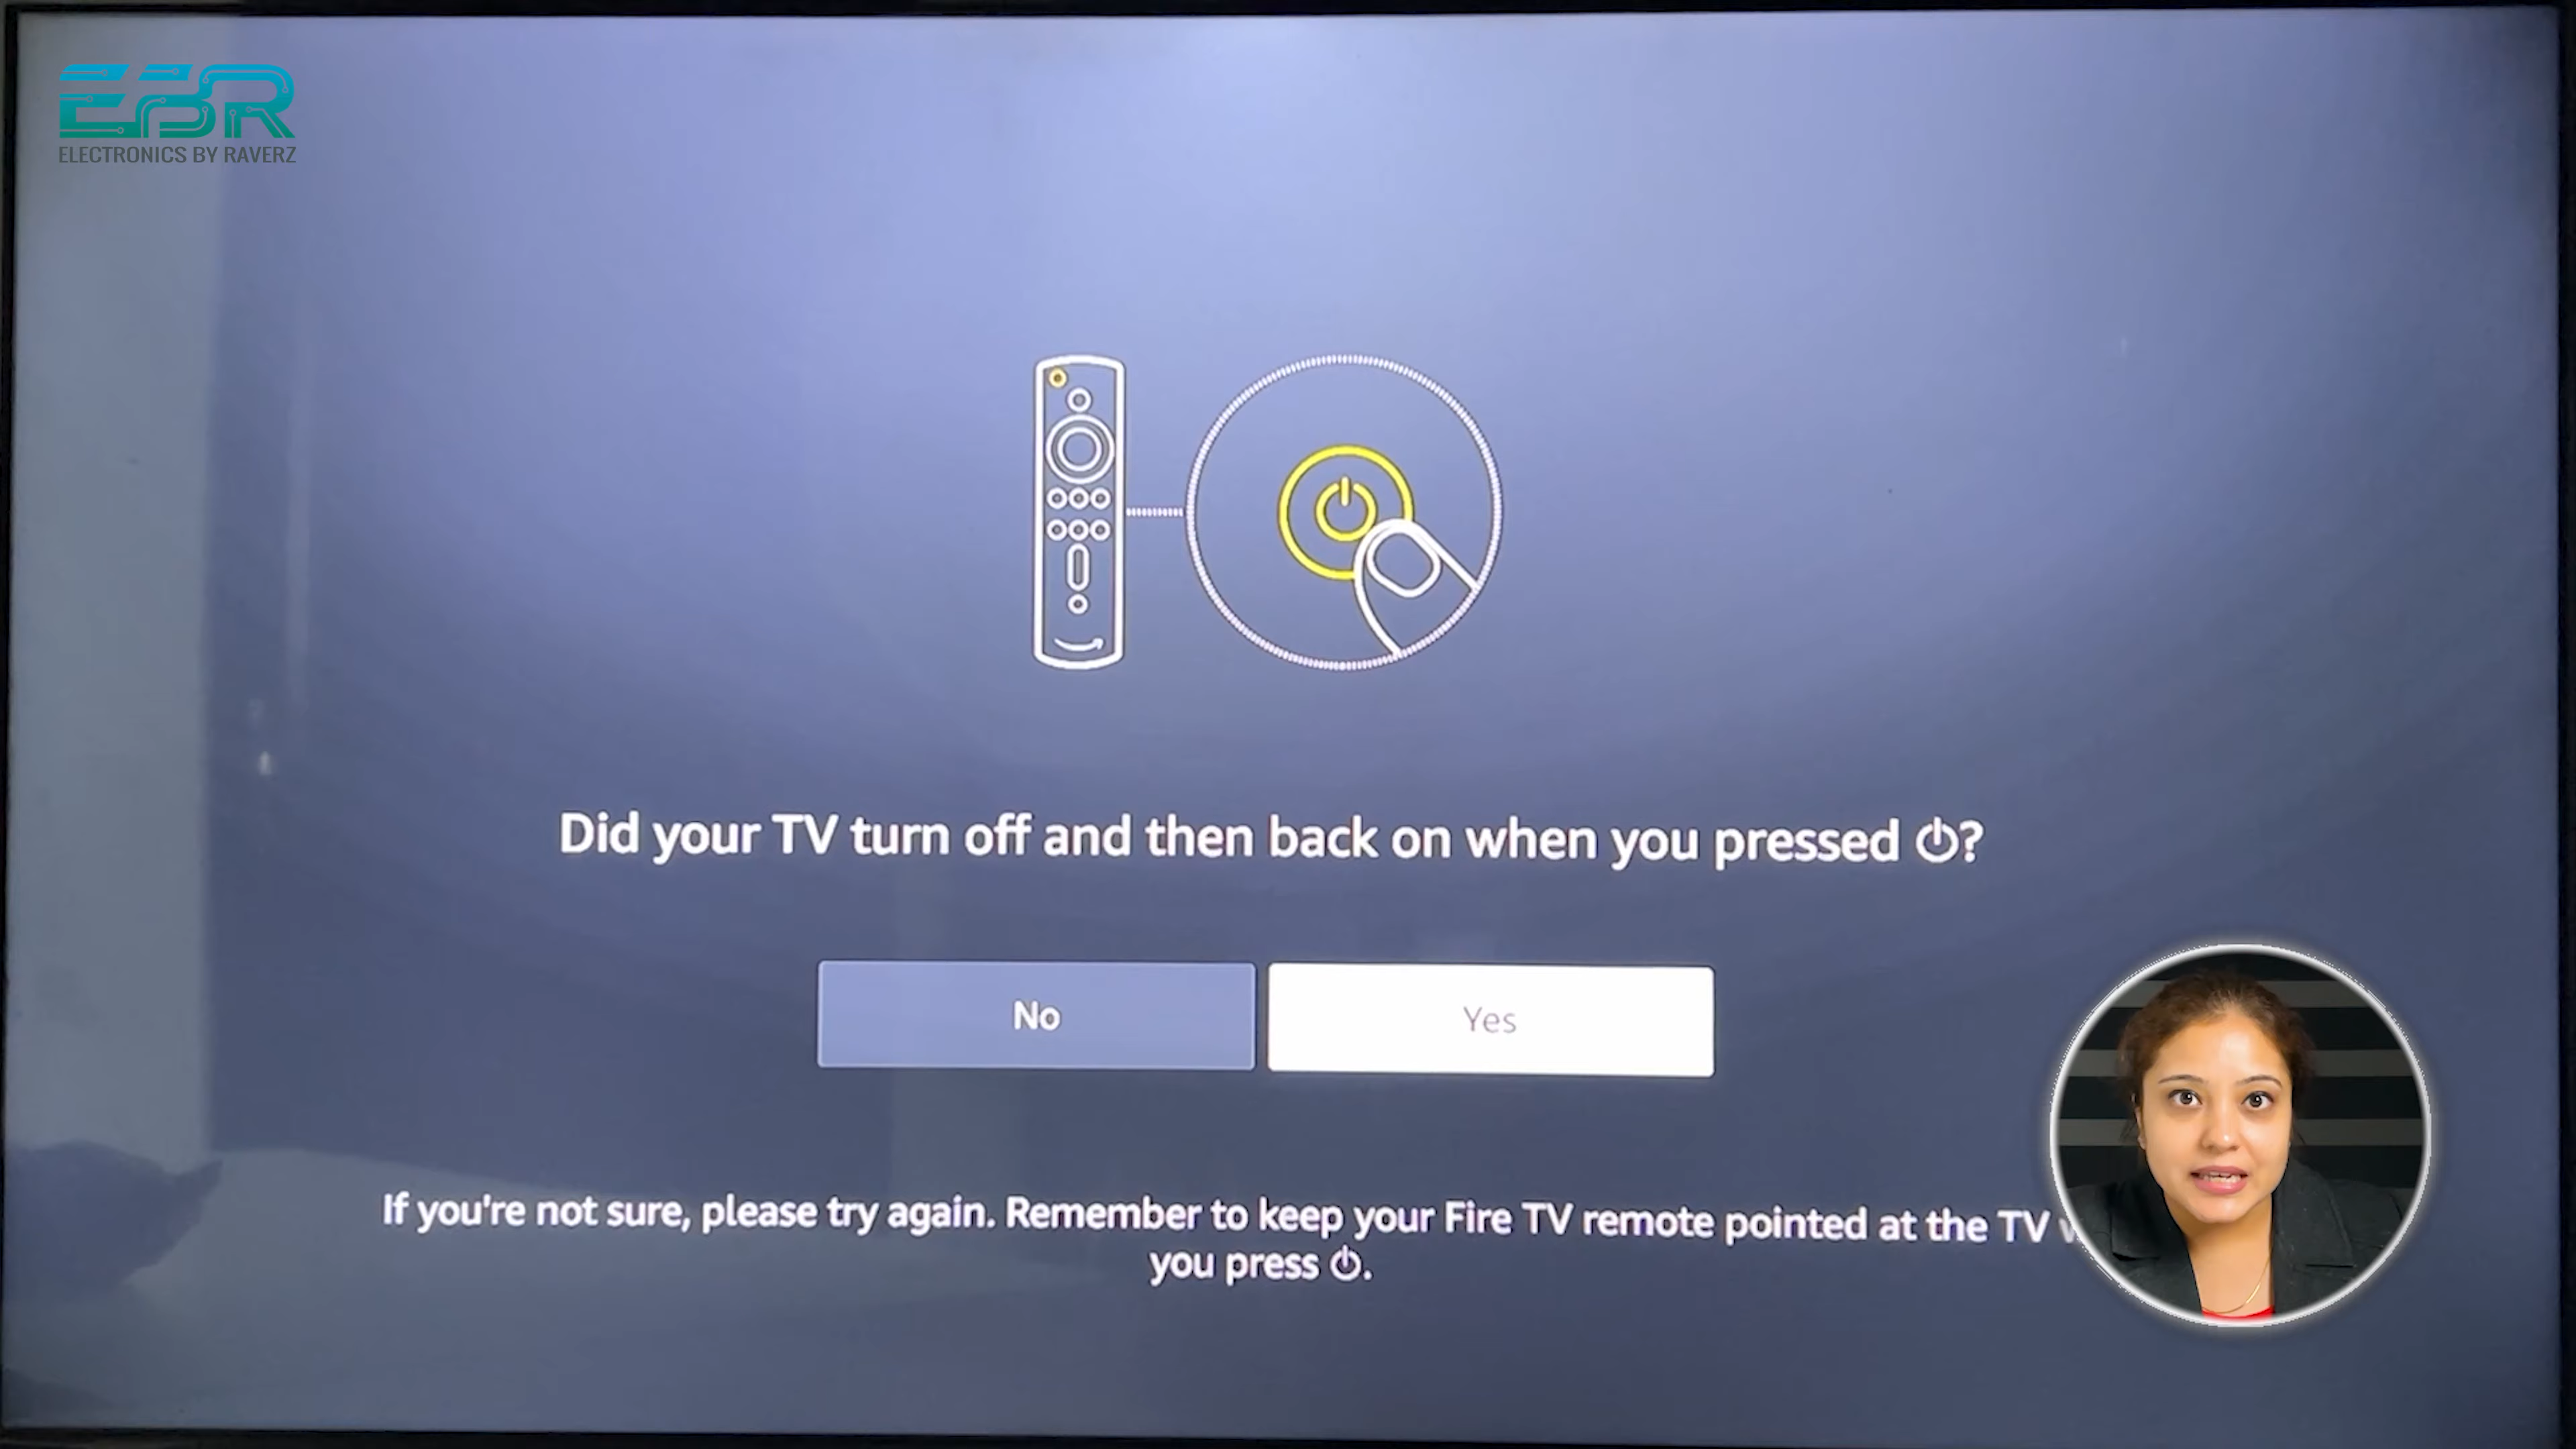 EBR
ELECTRONICS BY RAVERZ
Did your TV turn off and then back on when you pressed ⏻?
No
Yes
If you're not sure, please try again. Remember to keep your Fire TV remote pointed at the TV
you press ⏻.